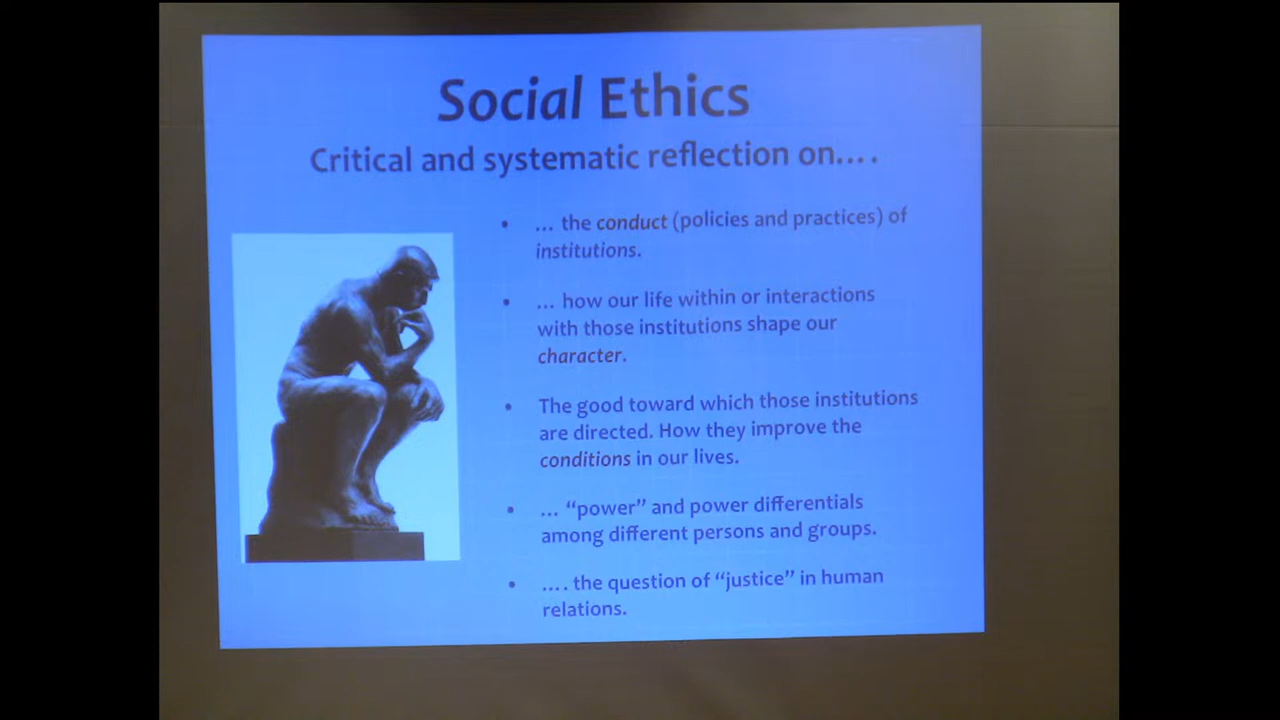 Social Ethics
Critical and systematic reflection on….
• … the conduct (policies and practices) of
institutions.
• … how our life within or interactions
with those institutions shape our
character.
• The good toward which those institutions
are directed. How they improve the
conditions in our lives.
• … “power” and power differentials
among different persons and groups.
• …. the question of “justice” in human
relations.